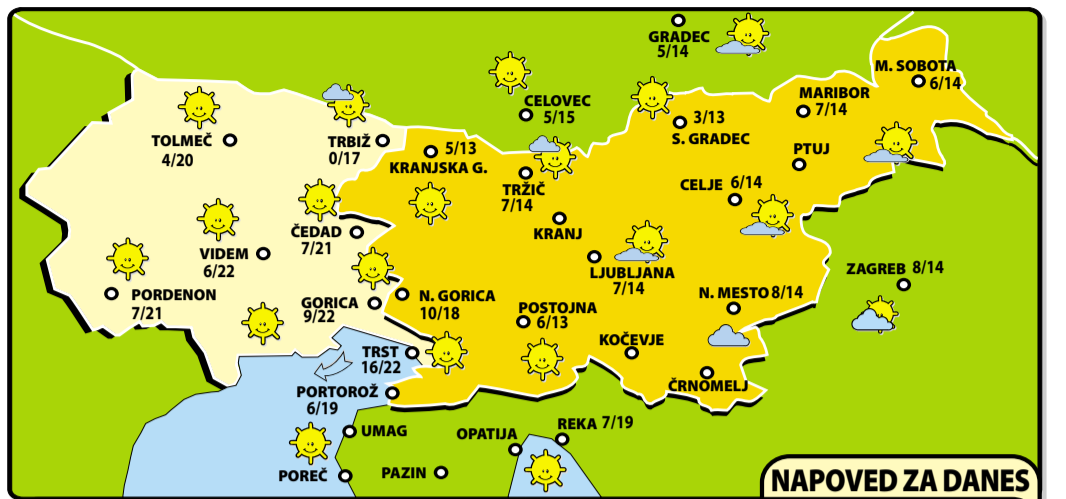 GRADEC
5/14
M. SOBOTA
6/14
MARIBOR
7/14
CELOVEC
5/15
3/13
S. GRADEC
TOLMEČ
4/20
TRBIŽ
0/17
5/13
KRANJSKA G.
PTUJ
TRŽIČ
7/14
CELJE 6/14
KRANJ
ČEDAD
7/21
VIDEM
6/22
LJUBLJANA
7/14
ZAGREB 8/14
PORDENON
7/21
GORICA
9/22
N. GORICA
10/18
N. MESTO 8/14
POSTOJNA
6/13
KOČEVJE
TRST
16/22
ČRNOMELJ
PORTOROŽ
6/19
UMAG
OPATIJA
REKA 7/19
POREČ
PAZIN
NAPOVED ZA DANES